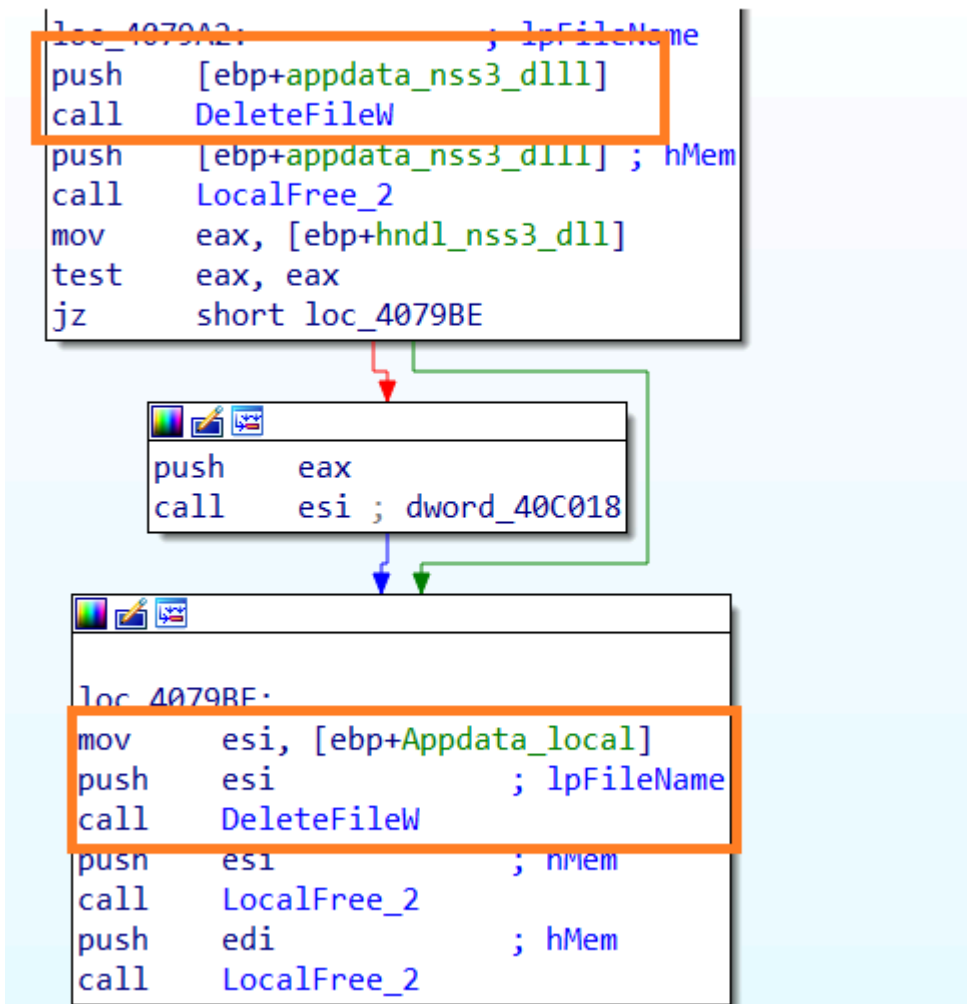 loc_4079A2: ; lpFileName
push [ebp+appdata_nss3_dlll]
call DeleteFileW
push [ebp+appdata_nss3_dlll] ; hMem
call LocalFree_2
mov eax, [ebp+hndl_nss3_dll]
test eax, eax
jz short loc_4079BE
push eax
call esi ; dword_40C018
loc_4079BE:
mov esi, [ebp+Appdata_local]
push esi ; lpFileName
call DeleteFileW
push esi ; hMem
call LocalFree_2
push edi ; hMem
call LocalFree_2